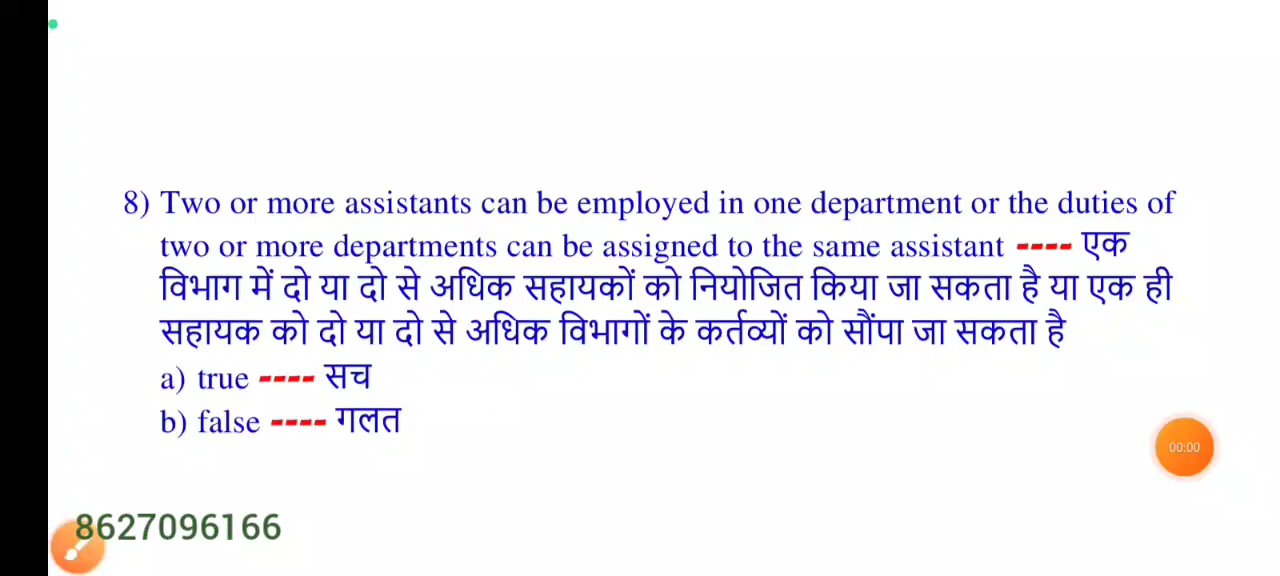 8) Two or more assistants can be employed in one department or the duties of
two or more departments can be assigned to the same assistant ---- एक
विभाग में दो या दो से अधिक सहायकों को नियोजित किया जा सकता है या एक ही
सहायक को दो या दो से अधिक विभागों के कर्तव्यों को सौंपा जा सकता है
a) true ---- सच
b) false ---- गलत
00:00
8627096166